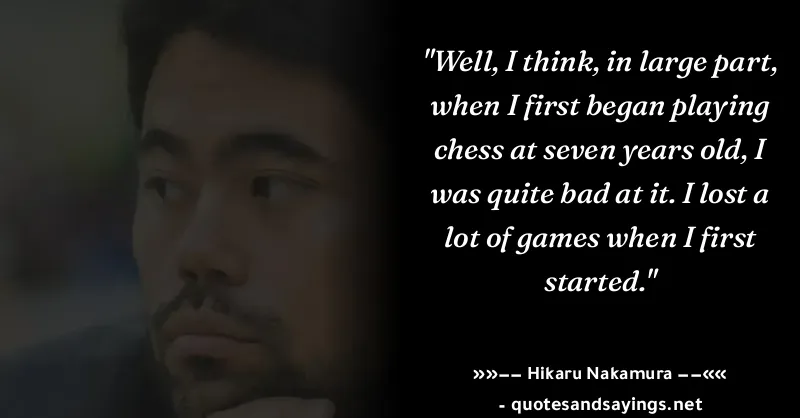 "Well, I think, in large part,
when I first began playing
chess at seven years old, I
was quite bad at it. I lost a
lot of games when I first
started."
»»−− Hikaru Nakamura −−««
- quotesandsayings.net